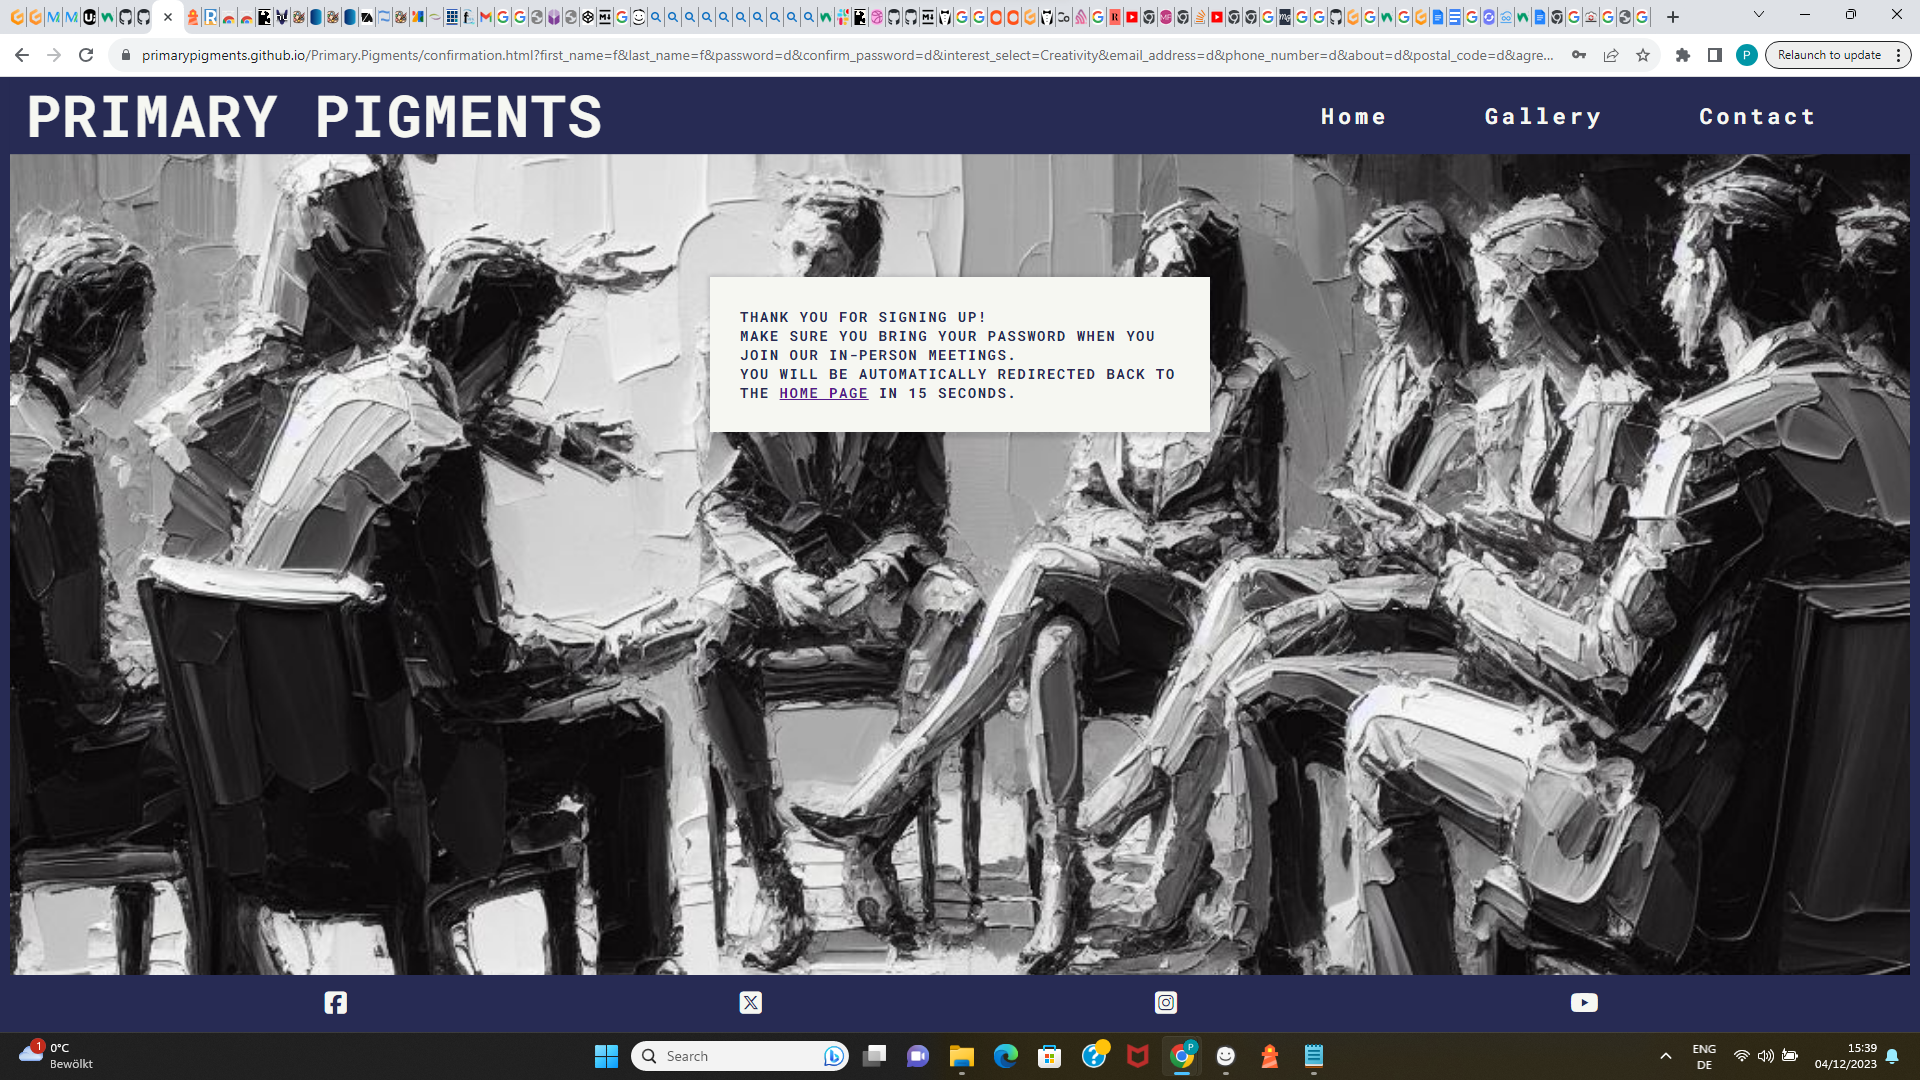 primarypigments.github.io/Primary.Pigments/confirmation.html?first_name=f&last_name=f&password=d&confirm_password=d&interest_select=Creativity&email_address=d&phone_number=d&about=d&postal_code=d&agre...
Relaunch to update
PRIMARY PIGMENTS
Home
Gallery
Contact
THANK YOU FOR SIGNING UP!
MAKE SURE YOU BRING YOUR PASSWORD WHEN YOU
JOIN OUR IN-PERSON MEETINGS.
YOU WILL BE AUTOMATICALLY REDIRECTED BACK TO
THE HOME PAGE IN 15 SECONDS.
1
0°C
Bewölkt
Search
ENG
DE
15:39
04/12/2023